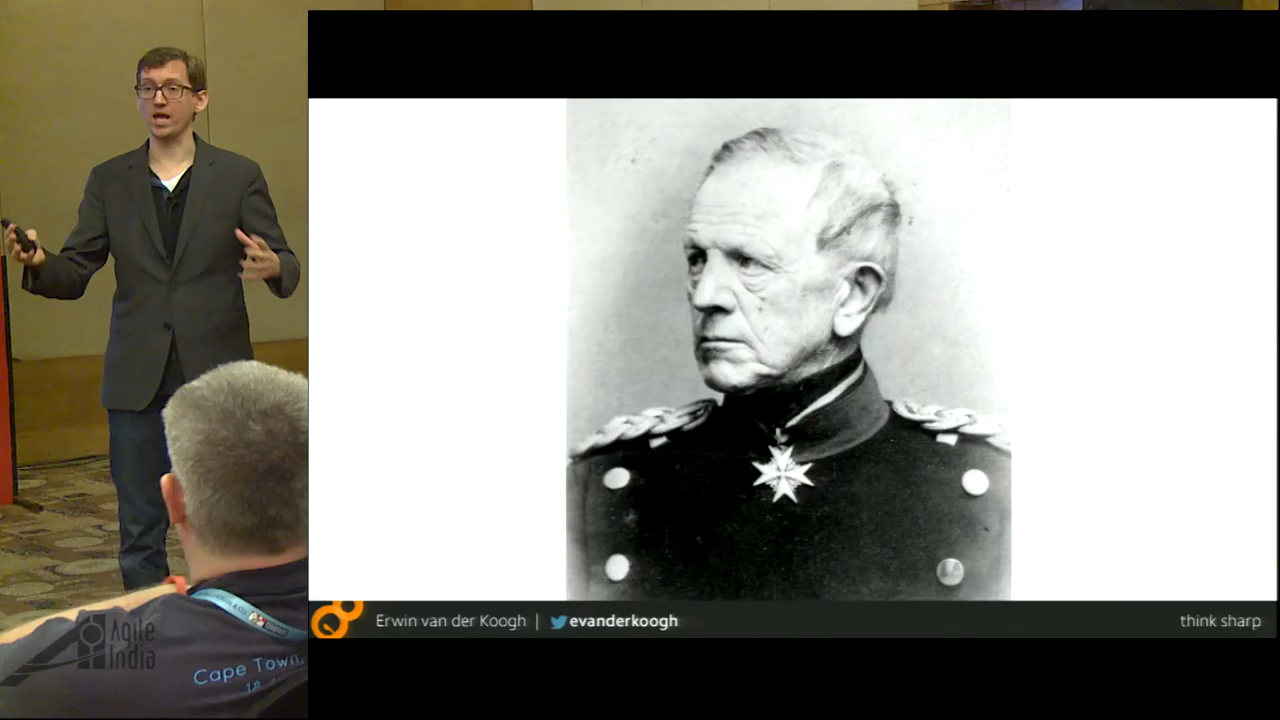 Erwin van der Koogh | evanderkoogh
think sharp
Agile
India
Cape Town,